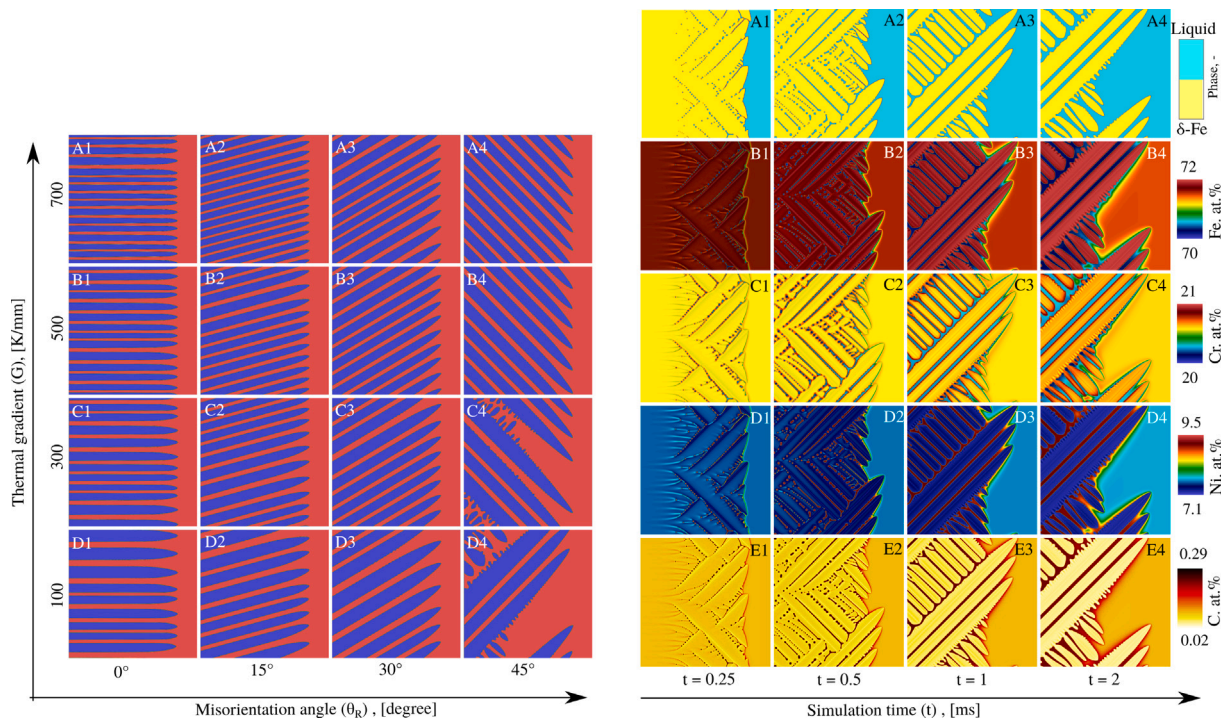 A1 A2 A3 A4
B1 B2 B3 B4
C1 C2 C3 C4
D1 D2 D3 D4
700
500
300
100
Thermal gradient (G), [K/mm]
0° 15° 30° 45°
Misorientation angle (θR) , [degree]
A1 A2 A3 A4
Liquid
Phase, -
δ-Fe
B1 B2 B3 B4
72
Fe. at.%
70
C1 C2 C3 C4
21
Cr. at.%
20
D1 D2 D3 D4
9.5
Ni. at.%
7.1
E1 E2 E3 E4
0.29
C. at.%
0.02
t = 0.25 t = 0.5 t = 1 t = 2
Simulation time (t) , [ms]